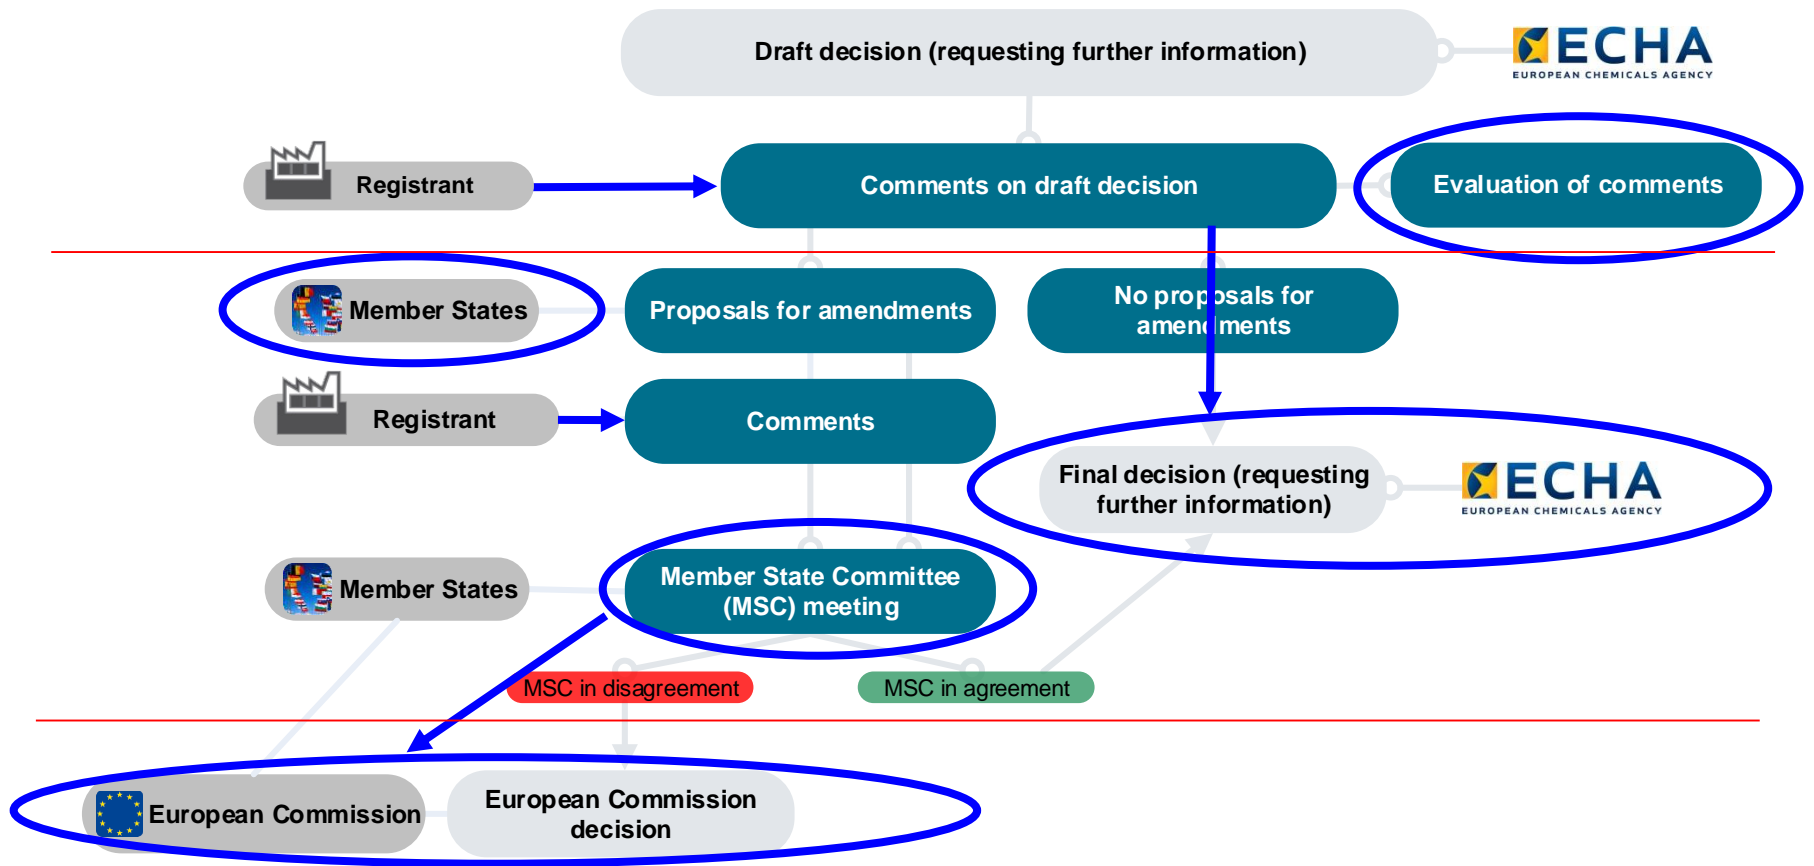 Draft decision (requesting further information)
ECHA
EUROPEAN CHEMICALS AGENCY
Registrant
Comments on draft decision
Evaluation of comments
Member States
Proposals for amendments
No proposals for
amendments
Registrant
Comments
Final decision (requesting
further information)
ECHA
EUROPEAN CHEMICALS AGENCY
Member States
Member State Committee
(MSC) meeting
MSC in disagreement
MSC in agreement
European Commission
European Commission
decision